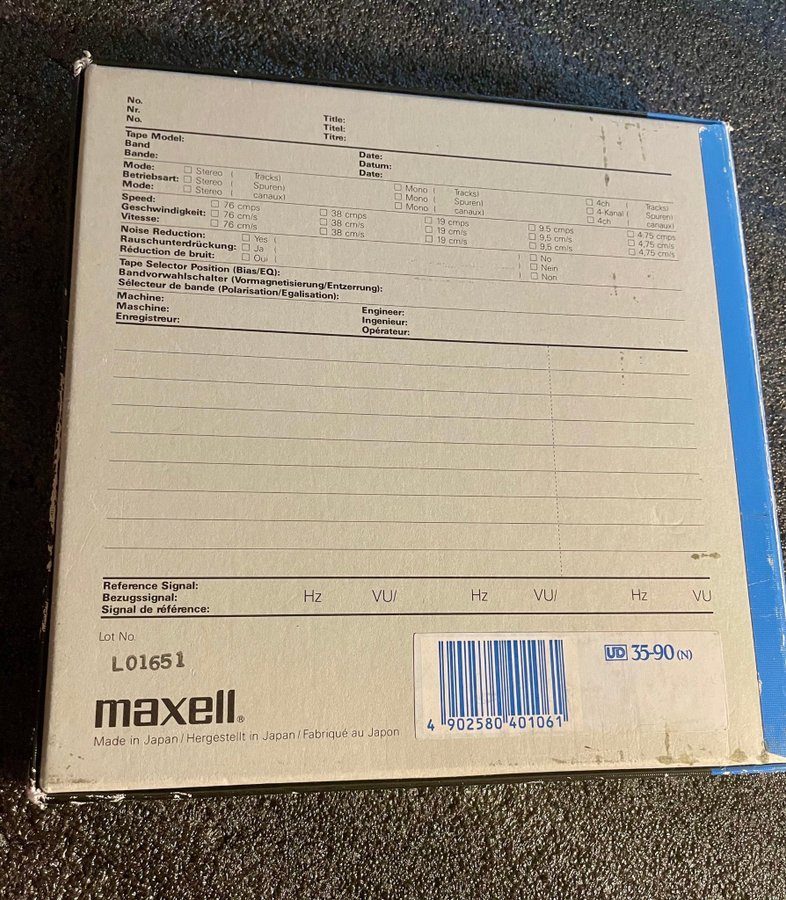 No.
Nr.
No.
Title:
Titel:
Titre:
Tape Model:
Band
Bande:
Date:
Datum:
Date:
Mode: □ Stereo ( Tracks) □ Mono ( Tracks) □ 4ch ( Tracks)
Betriebsart: □ Stereo ( Spuren) □ Mono ( Spuren) □ 4-Kanal ( Spuren)
Mode: □ Stereo ( canaux) □ Mono ( canaux) □ 4ch ( canaux)
Speed: □ 76 cmps □ 38 cmps □ 19 cmps □ 9.5 cmps □ 4.75 cmps
Geschwindigkeit: □ 76 cm/s □ 38 cm/s □ 19 cm/s □ 9,5 cm/s □ 4,75 cm/s
Vitesse: □ 76 cm/s □ 38 cm/s □ 19 cm/s □ 9,5 cm/s □ 4,75 cm/s
Noise Reduction: □ Yes ( ) □ No
Rauschunterdrückung: □ Ja ( ) □ Nein
Réduction de bruit: □ Oui ( ) □ Non
Tape Selector Position (Bias/EQ):
Bandvorwahlschalter (Vormagnetisierung/Entzerrung):
Sélecteur de bande (Polarisation/Egalisation):
Machine:
Maschine:
Enregistreur:
Engineer:
Ingenieur:
Opérateur:
Reference Signal:
Bezugssignal: Hz VU/ Hz VU/ Hz VU
Signal de référence:
Lot No.
L01651
maxell®
Made in Japan/Hergestellt in Japan/Fabriqué au Japon
UD 35-90 (N)
4 902580 401061